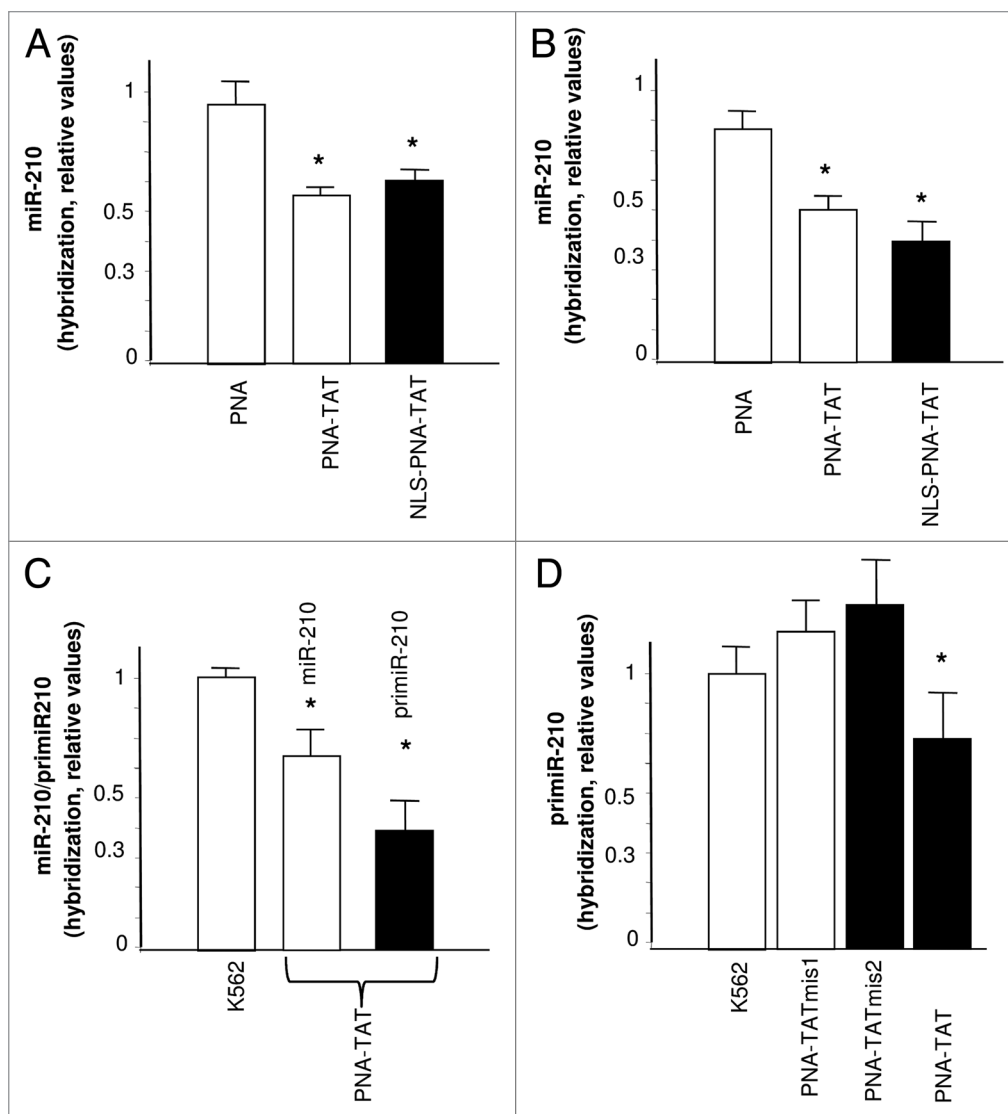 A
miR-210
(hybridization, relative values)
1
0.5
0.3
0
*
*
PNA
PNA-TAT
NLS-PNA-TAT
B
miR-210
(hybridization, relative values)
1
0.5
0.3
0
*
*
PNA
PNA-TAT
NLS-PNA-TAT
C
miR-210/primiR210
(hybridization, relative values)
1
0.5
0.3
0
miR-210
*
primiR-210
*
K562
PNA-TAT
D
primiR-210
(hybridization, relative values)
1
0.5
0.3
0
*
K562
PNA-TATmis1
PNA-TATmis2
PNA-TAT